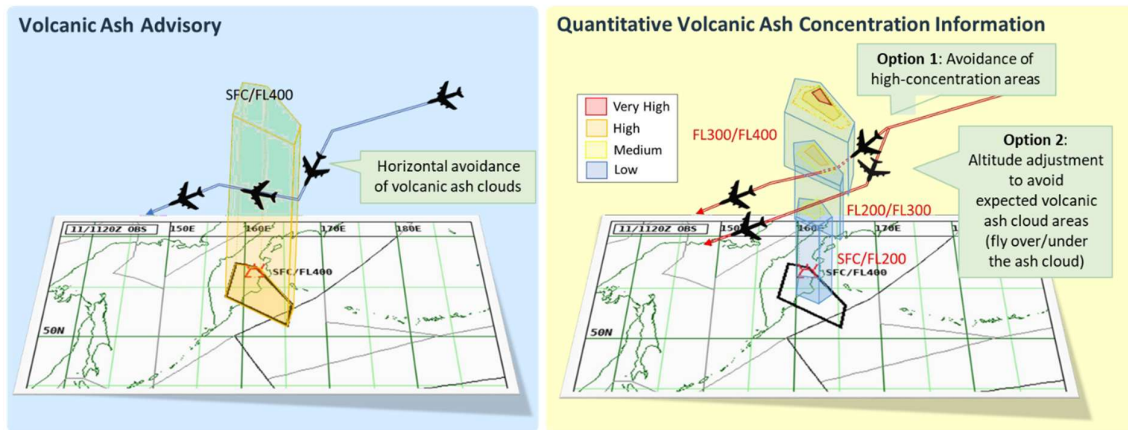 Volcanic Ash Advisory
SFC/FL400
Horizontal avoidance
of volcanic ash clouds
11/1120Z OBS
150E
160E
170E
180E
SFC/FL400
50N
Quantitative Volcanic Ash Concentration Information
Option 1: Avoidance of
high-concentration areas
Very High
High
Medium
Low
FL300/FL400
Option 2:
Altitude adjustment
to avoid
expected volcanic
ash cloud areas
(fly over/under
the ash cloud)
FL200/FL300
11/1120Z OBS
170E
SFC/FL200
SFC/FL400
50N